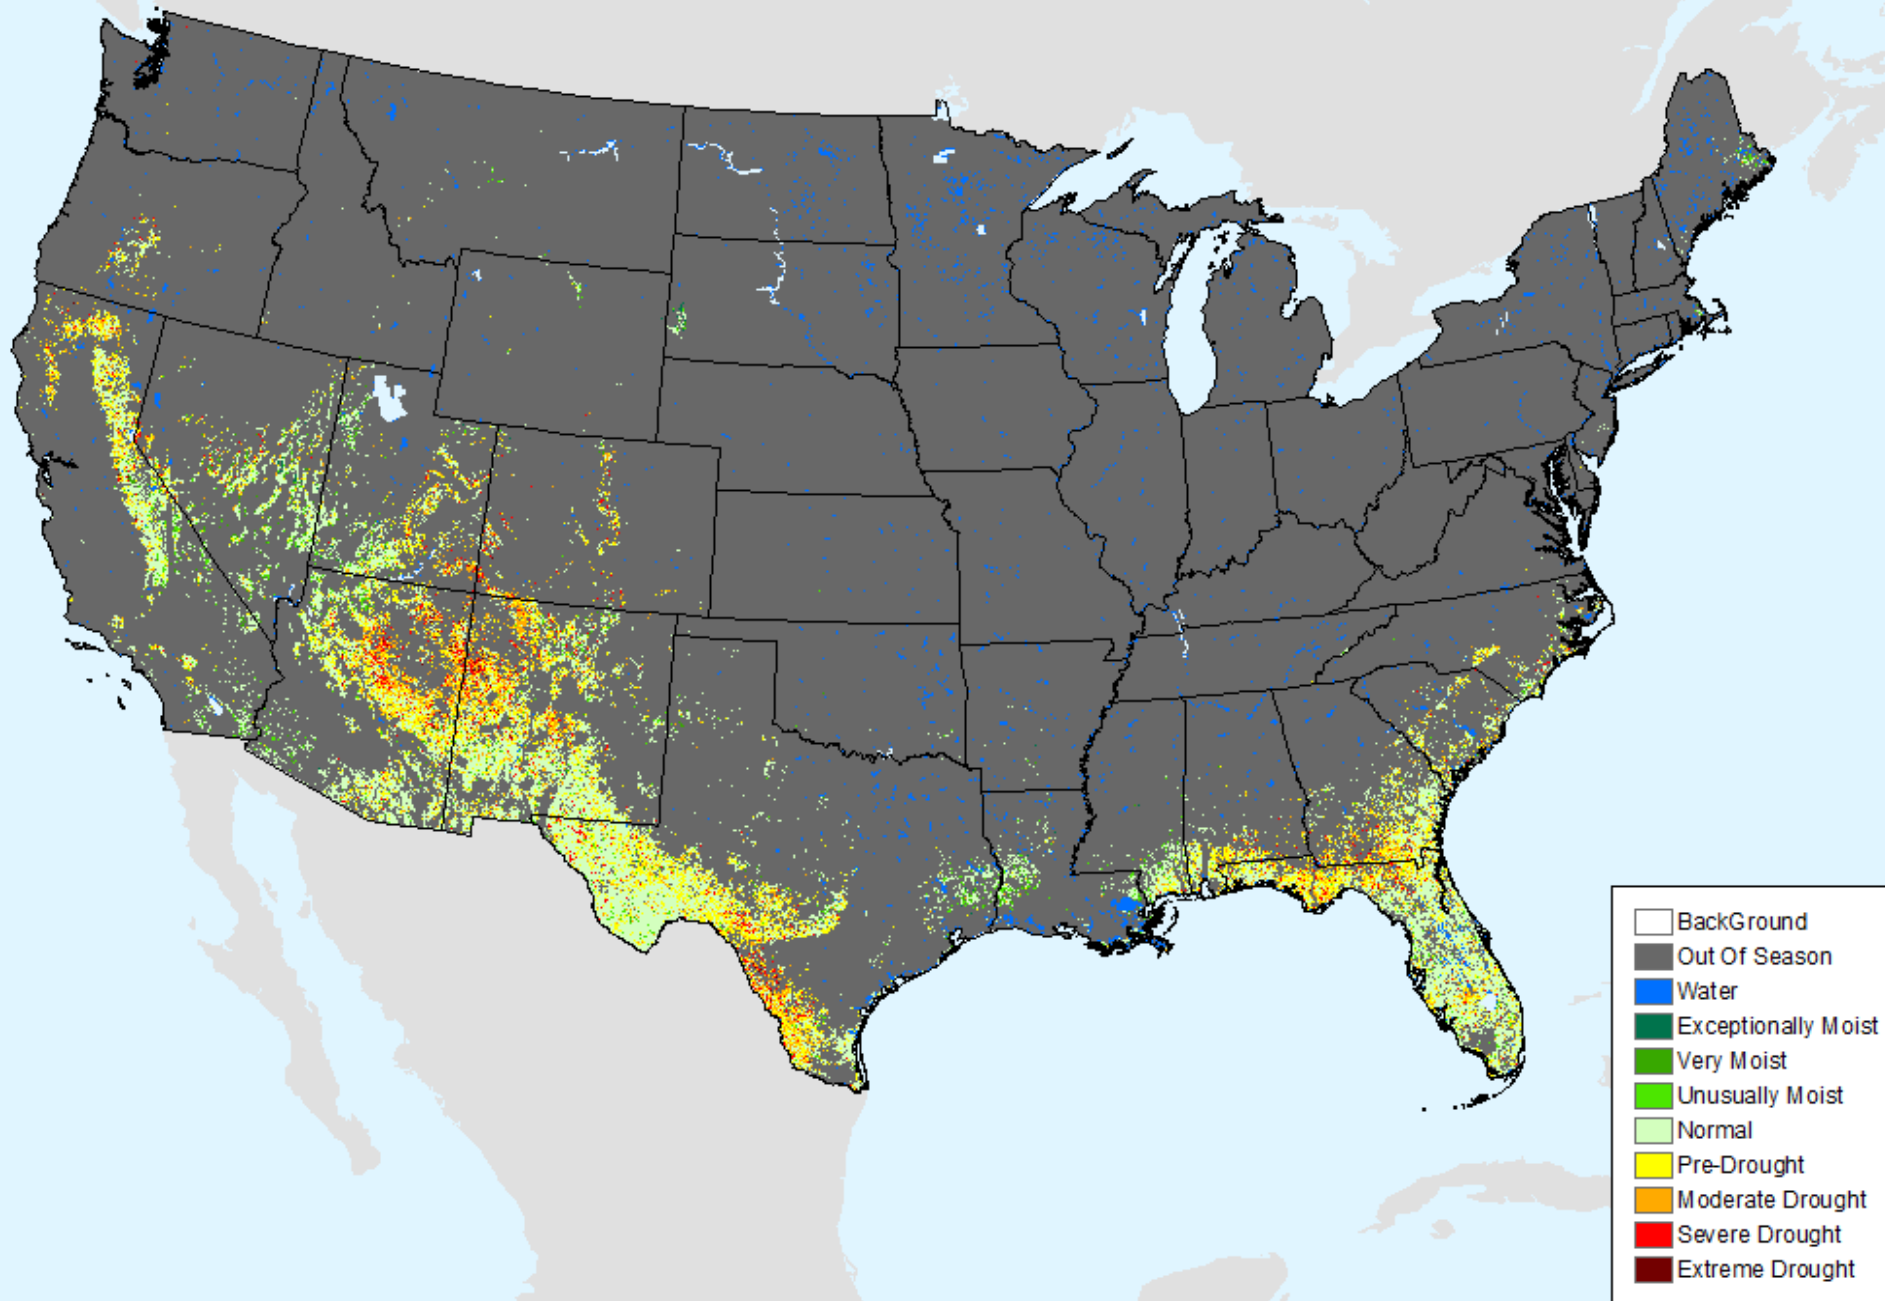 BackGround
Out Of Season
Water
Exceptionally Moist
Very Moist
Unusually Moist
Normal
Pre-Drought
Moderate Drought
Severe Drought
Extreme Drought